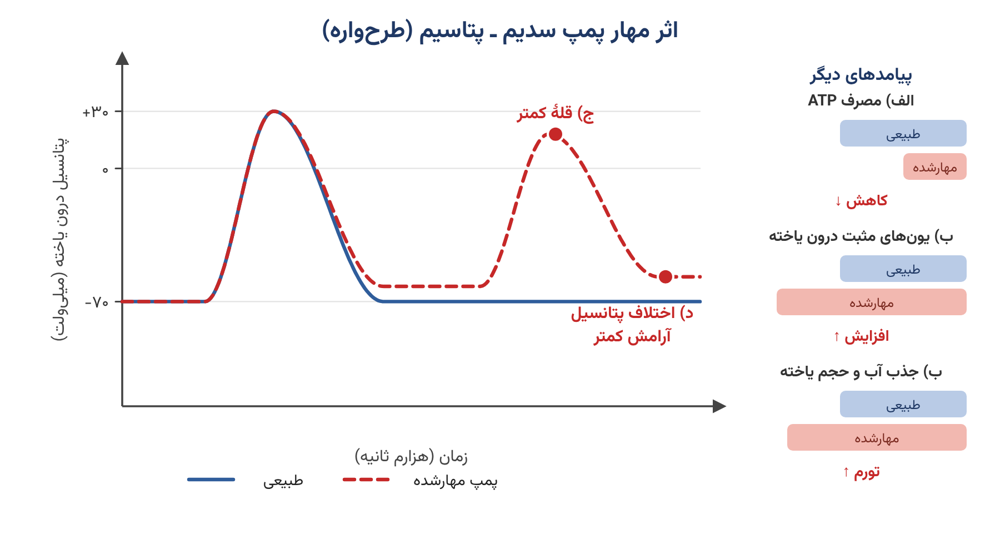 اثر مهار پمپ سدیم ـ پتاسیم (طرح‌واره)
پتانسیل درون یاخته (میلی‌ولت)
+۳۰
۰
−۷۰
ج) قلهٔ کمتر
د) اختلاف پتانسیل
آرامش کمتر
زمان (هزارم ثانیه)
طبیعی
پمپ مهارشده
پیامدهای دیگر
الف) مصرف ATP
طبیعی
مهارشده
کاهش ↓
ب) یون‌های مثبت درون یاخته
طبیعی
مهارشده
افزایش ↑
ب) جذب آب و حجم یاخته
طبیعی
مهارشده
تورم ↑